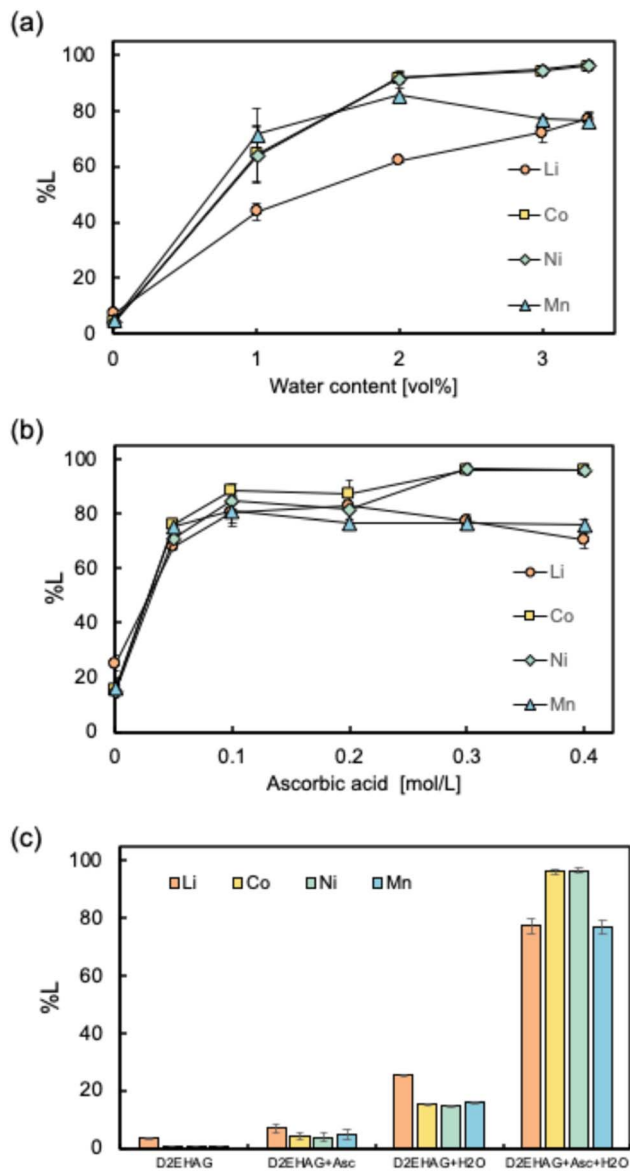 (a)
100
80
60
40
20
0
%L
Li
Co
Ni
Mn
0 1 2 3
Water content [vol%]
(b)
100
80
60
40
20
0
%L
Li
Co
Ni
Mn
0 0.1 0.2 0.3 0.4
Ascorbic acid [mol/L]
(c)
100
80
60
40
20
0
%L
Li Co Ni Mn
D2EHAG D2EHAG+Asc D2EHAG+H2O D2EHAG+Asc+H2O